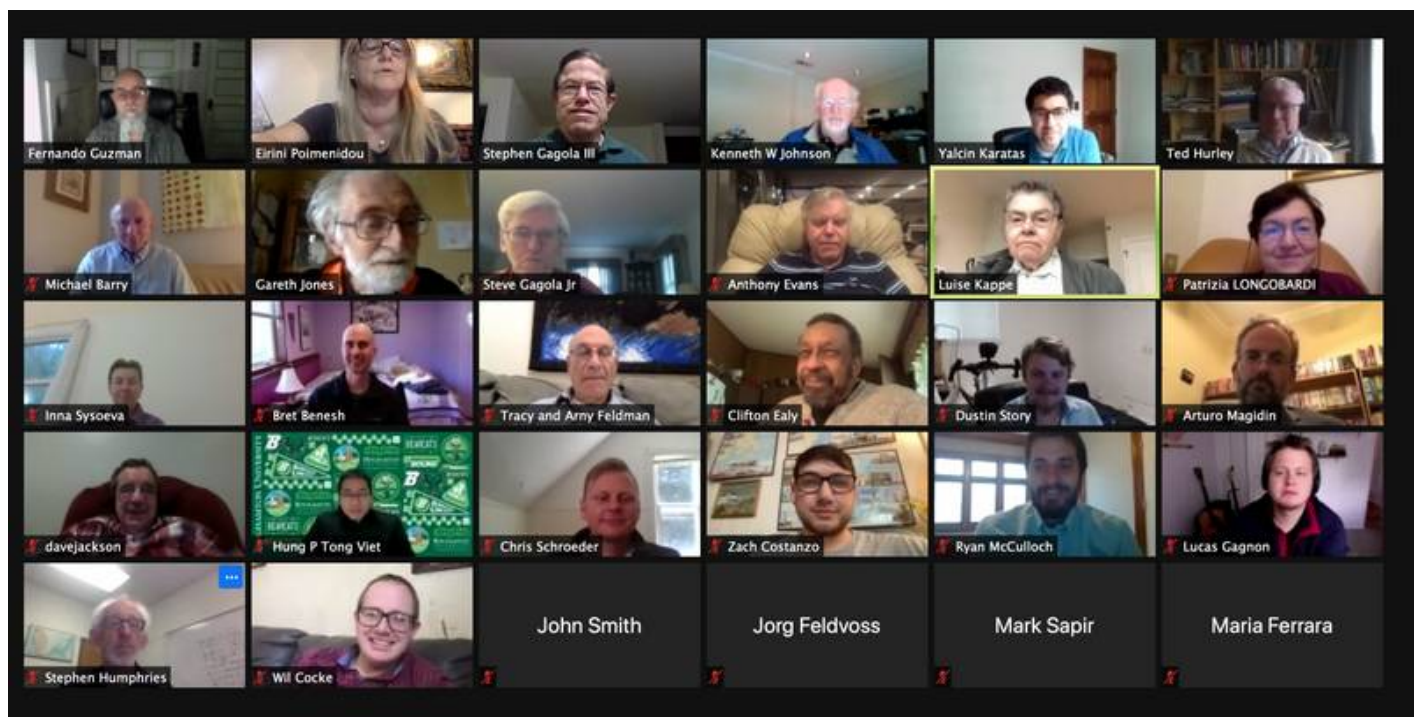 Fernando Guzman
Eirini Poimenidou
Stephen Gagola III
Kenneth W Johnson
Yalcin Karatas
Ted Hurley
Michael Barry
Gareth Jones
Steve Gagola Jr
Anthony Evans
Luise Kappe
Patrizia LONGOBARDI
Inna Sysoeva
Bret Benesh
Tracy and Arny Feldman
Clifton Ealy
Dustin Story
Arturo Magidin
davejackson
Hung P Tong Viet
Chris Schroeder
Zach Costanzo
Ryan McCulloch
Lucas Gagnon
Stephen Humphries
Wil Cocke
John Smith
Jorg Feldvoss
Mark Sapir
Maria Ferrara